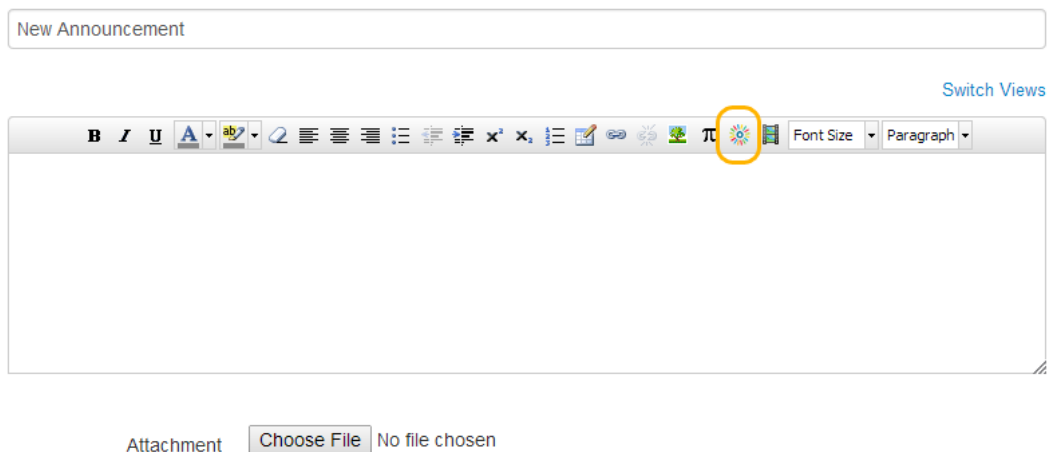 New Announcement
Switch Views
B I U A ab x² x₂ π Font Size Paragraph
Attachment Choose File No file chosen